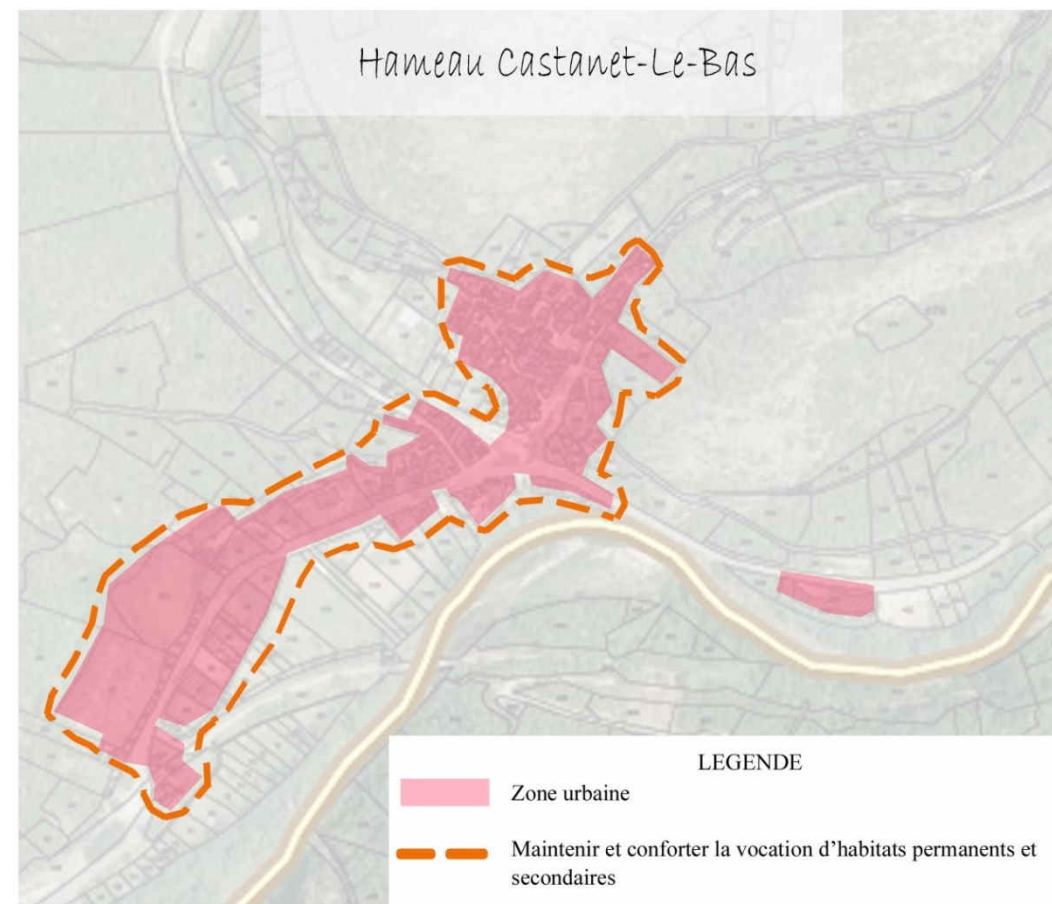 Hameau Castanet-Le-Bas
LEGENDE
Zone urbaine
Maintenir et conforter la vocation d'habitats permanents et
secondaires